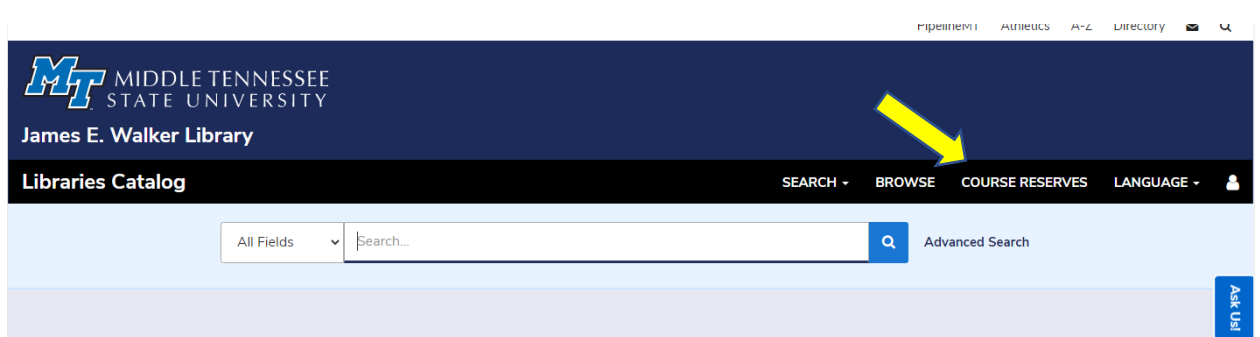 PipelineMT Athletics A-Z Directory
MT MIDDLE TENNESSEE
STATE UNIVERSITY
James E. Walker Library
Libraries Catalog SEARCH BROWSE COURSE RESERVES LANGUAGE
All Fields Search... Advanced Search
Ask Us!